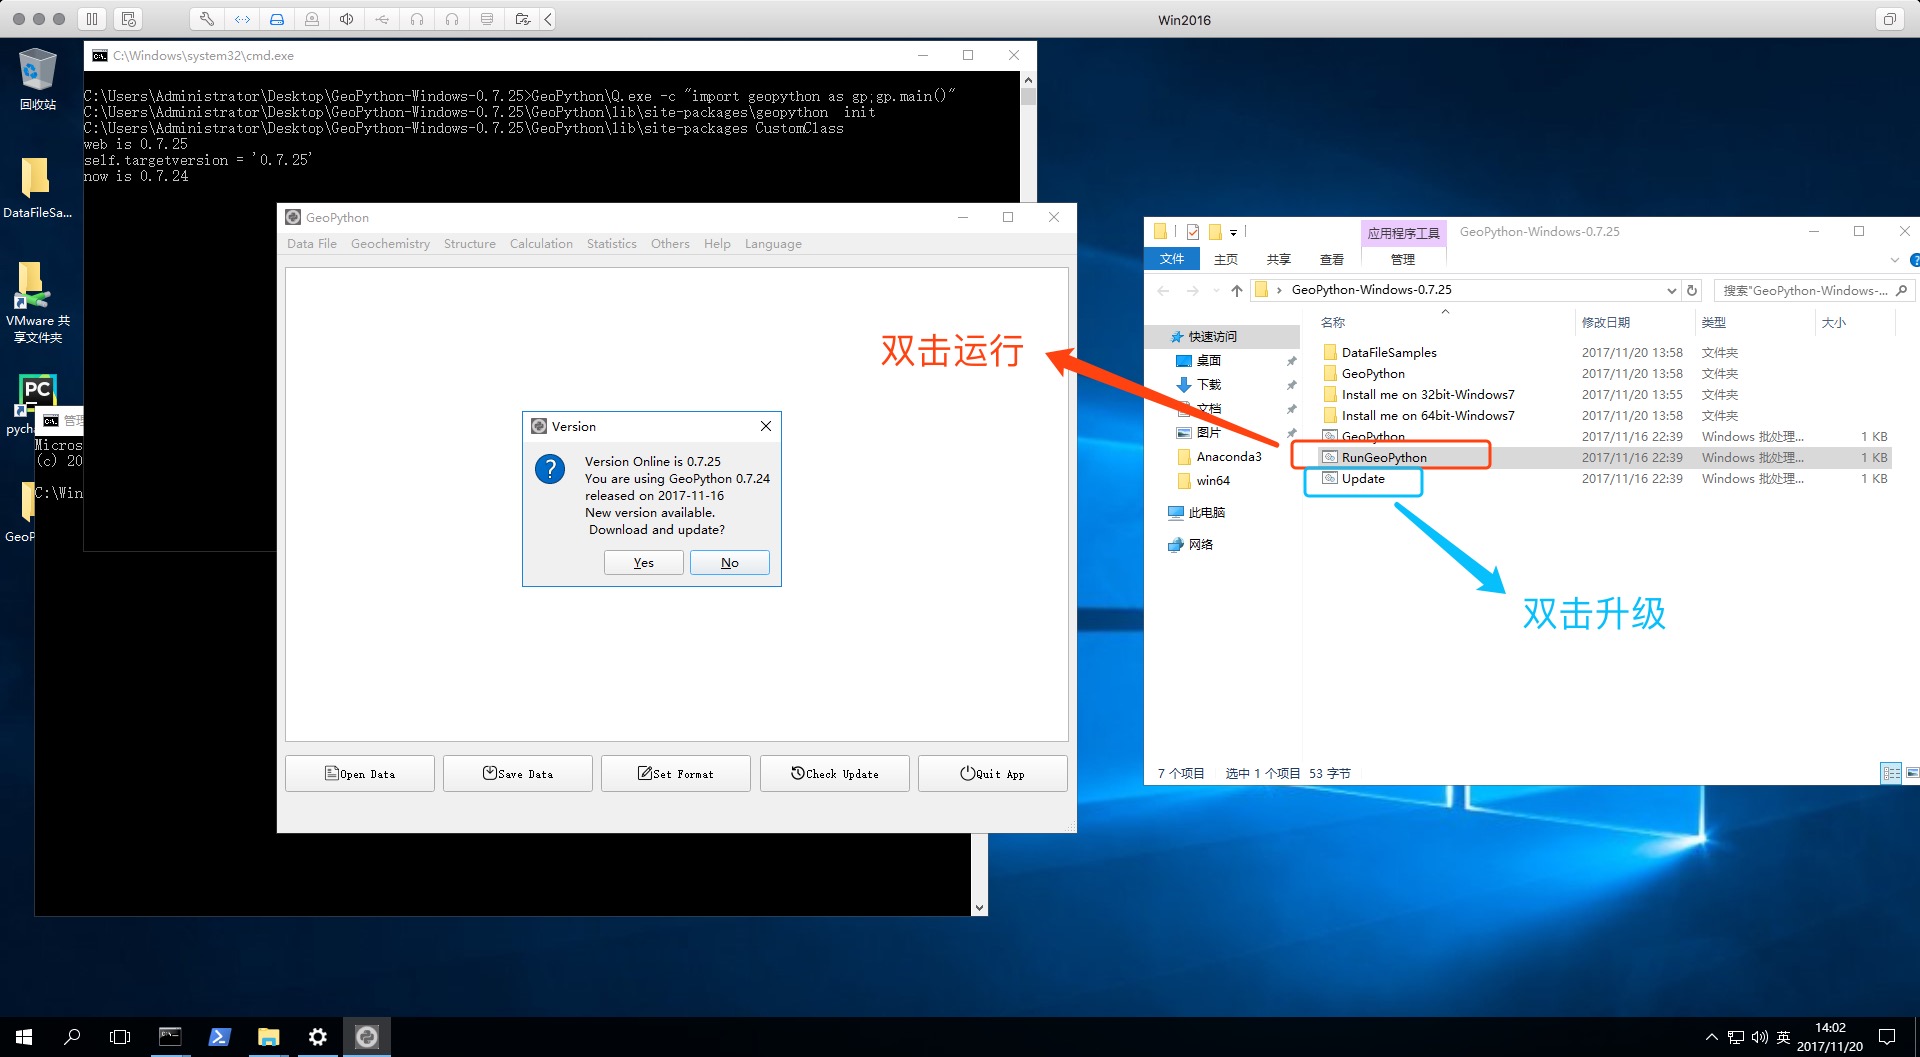 Win2016
回收站
DataFileSa...
VMware 共
享文件夹
PC
pych
GeoP
C:\Windows\system32\cmd.exe
C:\Users\Administrator\Desktop\GeoPython-Windows-0.7.25>GeoPython\Q.exe -c "import geopython as gp;gp.main()"
C:\Users\Administrator\Desktop\GeoPython-Windows-0.7.25\GeoPython\lib\site-packages\geopython  init
C:\Users\Administrator\Desktop\GeoPython-Windows-0.7.25\GeoPython\lib\site-packages CustomClass
web is 0.7.25
self.targetversion = '0.7.25'
now is 0.7.24
管理
Micros
(c) 20
C:\Win
GeoPython
Data File Geochemistry Structure Calculation Statistics Others Help Language
双击运行
Version
Version Online is 0.7.25
You are using GeoPython 0.7.24
released on 2017-11-16
New version available.
Download and update?
Yes No
Open Data Save Data Set Format Check Update Quit App
应用程序工具 GeoPython-Windows-0.7.25
文件 主页 共享 查看 管理
GeoPython-Windows-0.7.25 搜索"GeoPython-Windows-...
名称 修改日期 类型 大小
快速访问
桌面
下载
文档
图片
Anaconda3
win64
此电脑
网络
DataFileSamples 2017/11/20 13:58 文件夹
GeoPython 2017/11/20 13:58 文件夹
Install me on 32bit-Windows7 2017/11/20 13:55 文件夹
Install me on 64bit-Windows7 2017/11/20 13:58 文件夹
GeoPython 2017/11/16 22:39 Windows 批处理... 1 KB
RunGeoPython 2017/11/16 22:39 Windows 批处理... 1 KB
Update 2017/11/16 22:39 Windows 批处理... 1 KB
双击升级
7 个项目 选中 1 个项目 53 字节
英
14:02
2017/11/20